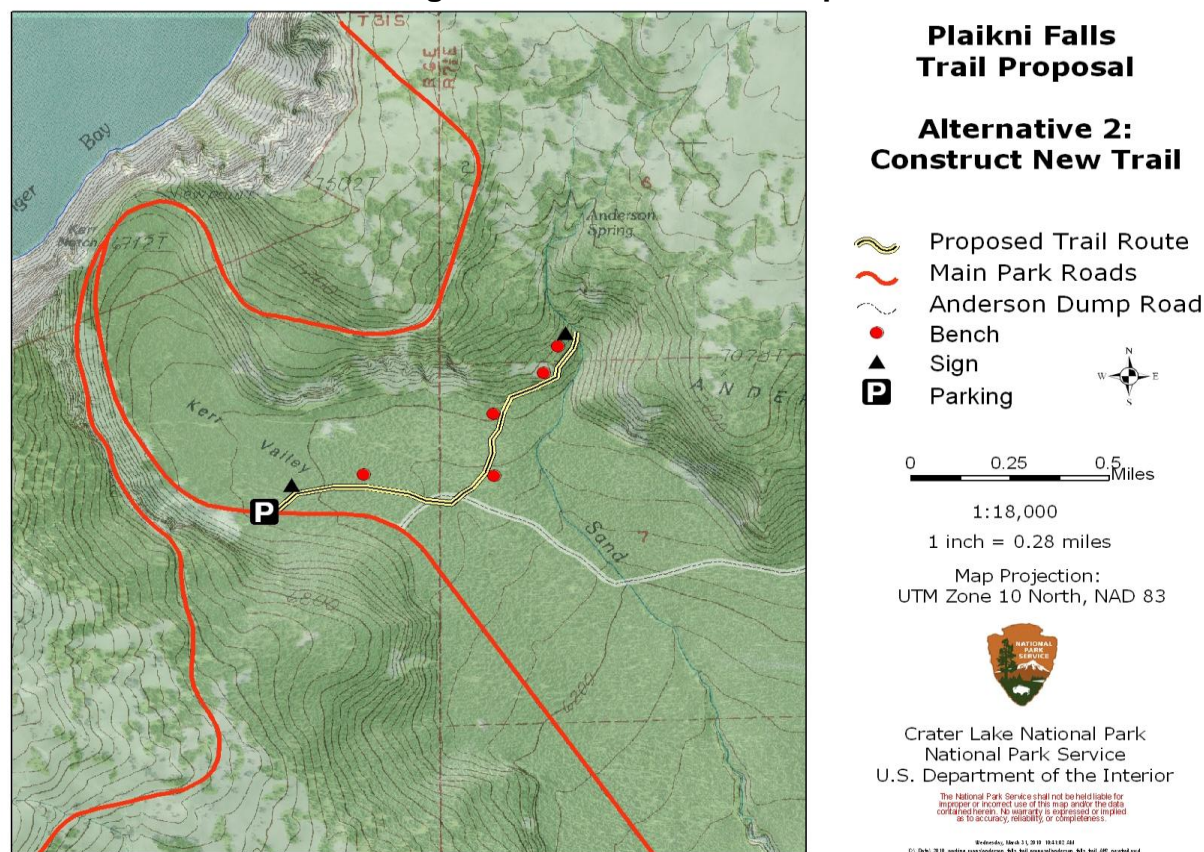 Plaikni Falls
Trail Proposal
Alternative 2:
Construct New Trail
Proposed Trail Route
Main Park Roads
Anderson Dump Road
Bench
Sign
P
Parking
N
W
E
S
0
0.25
0.5
Miles
1:18,000
1 inch = 0.28 miles
Map Projection:
UTM Zone 10 North, NAD 83
NATIONAL
PARK
SERVICE
Crater Lake National Park
National Park Service
U.S. Department of the Interior
The National Park Service shall not be held liable for
improper or incorrect use of this map and/or the data
contained herein. No warranty is expressed or implied
as to accuracy, reliability, or completeness.
T31S
R6E
Bay
7502T
6
Anderson
Spring
Kerr
Notch
6712T
7073T
Kerr
Valley
P
Sand
7
6800
6200